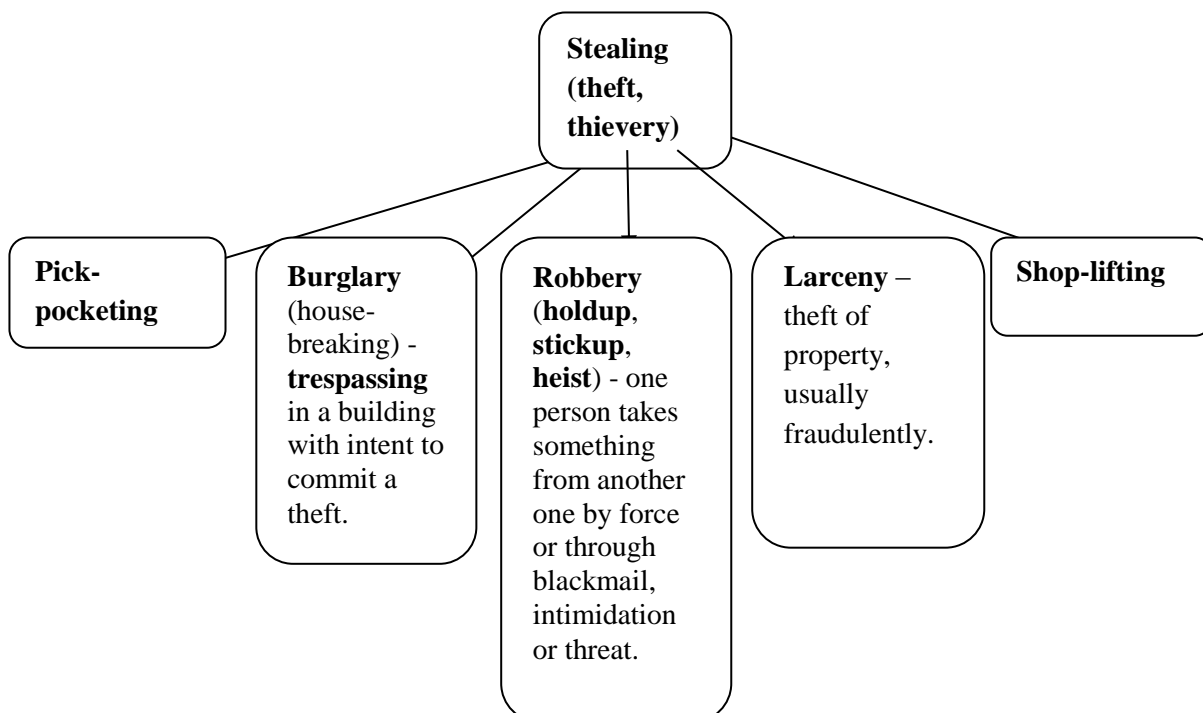 Stealing
(theft,
thievery)
Pick-
pocketing
Burglary
(house-
breaking) -
trespassing
in a building
with intent to
commit a
theft.
Robbery
(holdup,
stickup,
heist) - one
person takes
something
from another
one by force
or through
blackmail,
intimidation
or threat.
Larceny –
theft of
property,
usually
fraudulently.
Shop-lifting